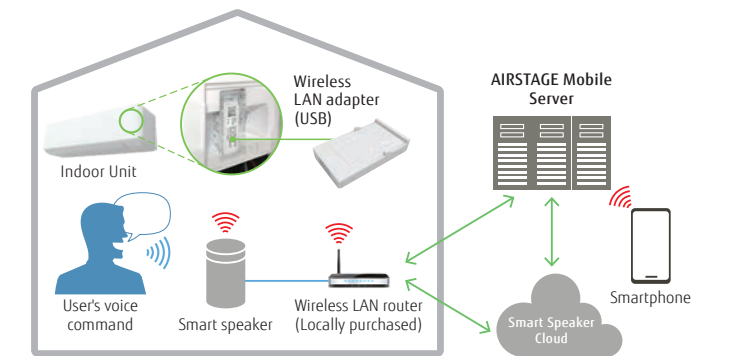 Wireless
LAN adapter
(USB)
AIRSTAGE Mobile
Server
Indoor Unit
User's voice
command
Smart speaker
Wireless LAN router
(Locally purchased)
Smart Speaker
Cloud
Smartphone